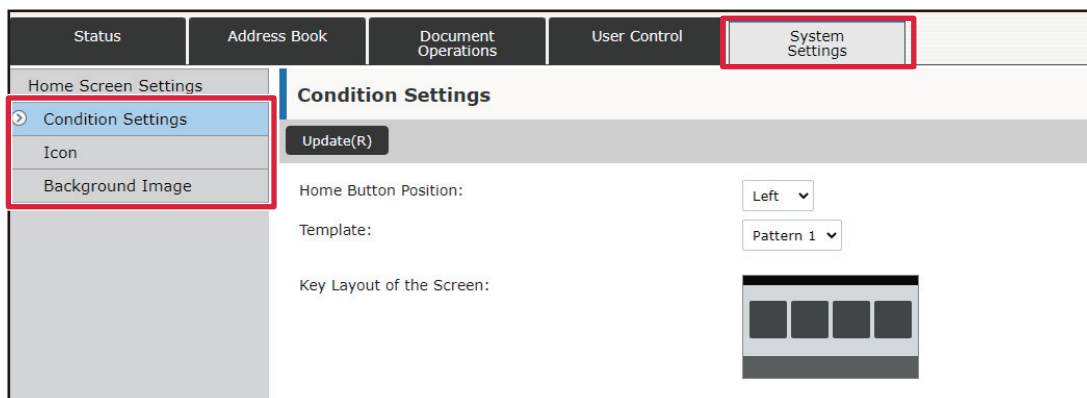 Status
Address Book
Document
Operations
User Control
System
Settings
Home Screen Settings
Condition Settings
Icon
Background Image
Condition Settings
Update(R)
Home Button Position:
Left
Template:
Pattern 1
Key Layout of the Screen: